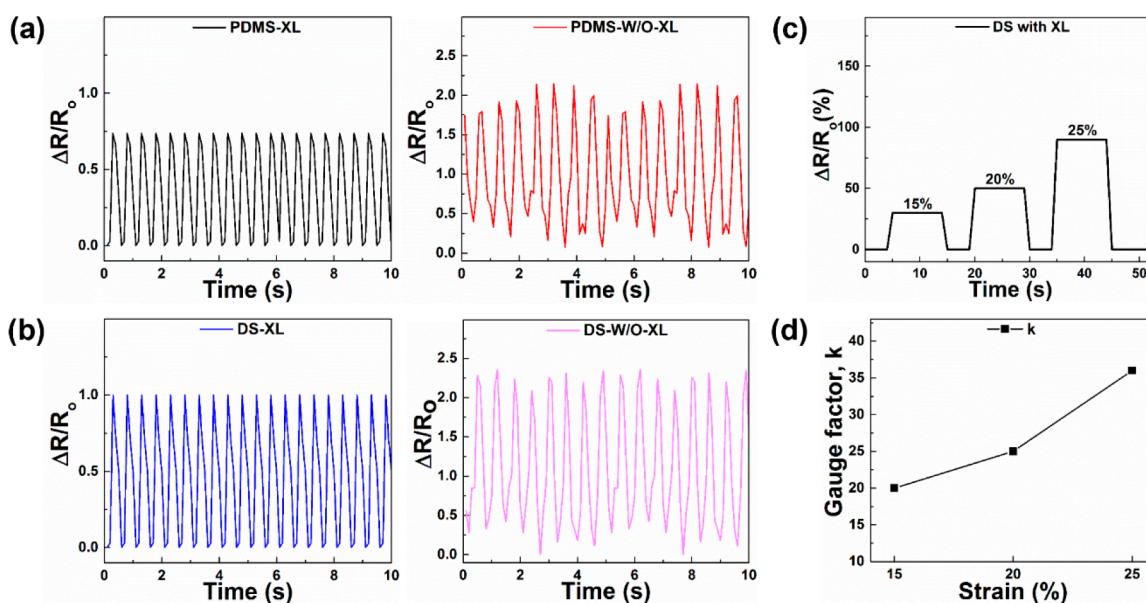 (a)
PDMS-XL
ΔR/Ro
1.0
0.5
0.0
0 2 4 6 8 10
Time (s)
PDMS-W/O-XL
ΔR/Ro
2.5
2.0
1.5
1.0
0.5
0.0
0 2 4 6 8 10
Time (s)
(c)
DS with XL
ΔR/Ro(%)
150
100
50
0
15%
20%
25%
0 10 20 30 40 50
Time (s)
(b)
DS-XL
ΔR/Ro
1.0
0.5
0.0
0 2 4 6 8 10
Time (s)
DS-W/O-XL
ΔR/Ro
2.5
2.0
1.5
1.0
0.5
0.0
0 2 4 6 8 10
Time (s)
(d)
k
Gauge factor, k
40
35
30
25
20
15
10
15 20 25
Strain (%)